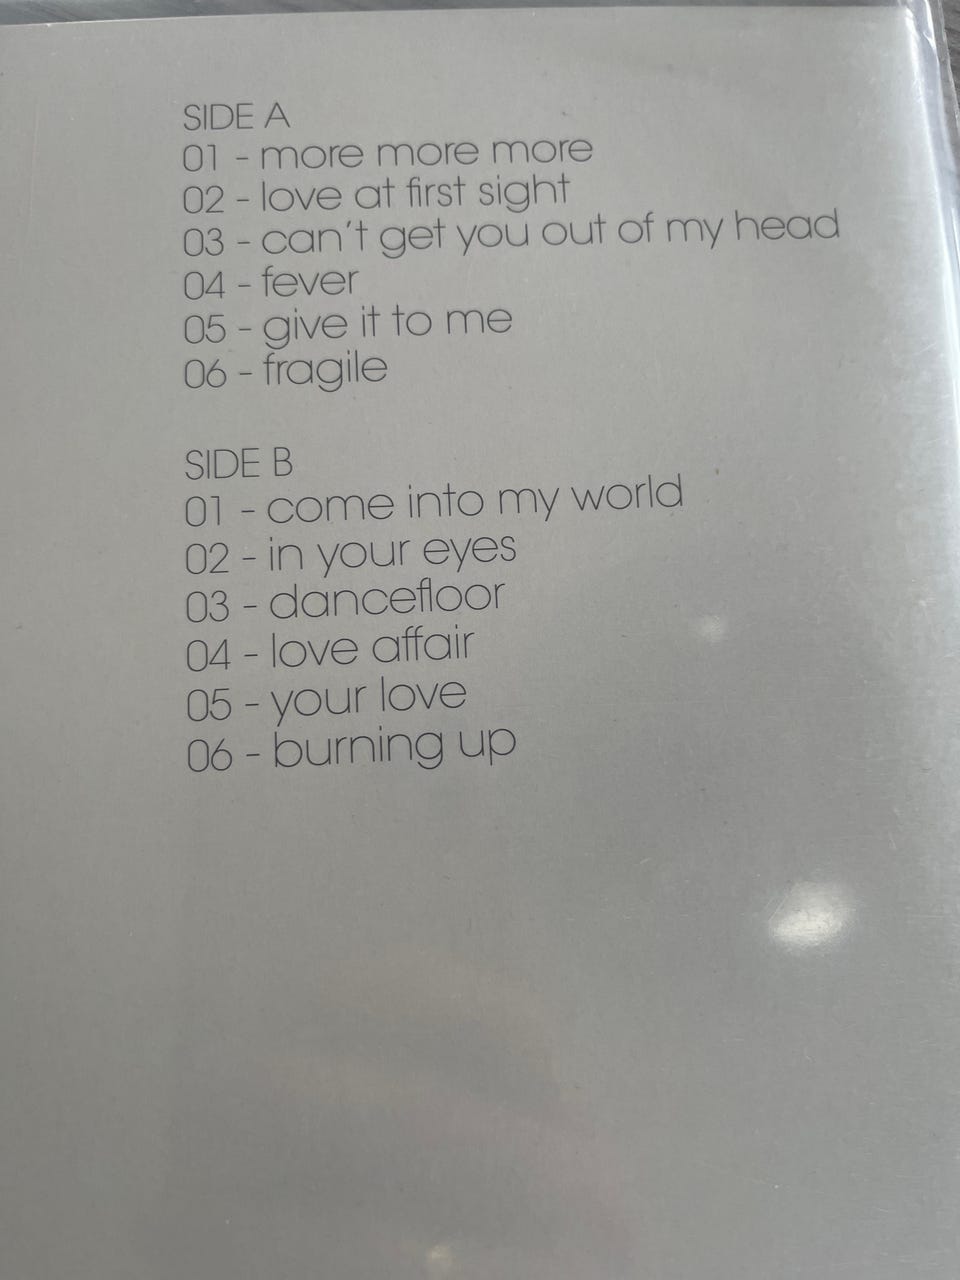 SIDE A
01 - more more more
02 - love at first sight
03 - can't get you out of my head
04 - fever
05 - give it to me
06 - fragile
SIDE B
01 - come into my world
02 - in your eyes
03 - dancefloor
04 - love affair
05 - your love
06 - burning up